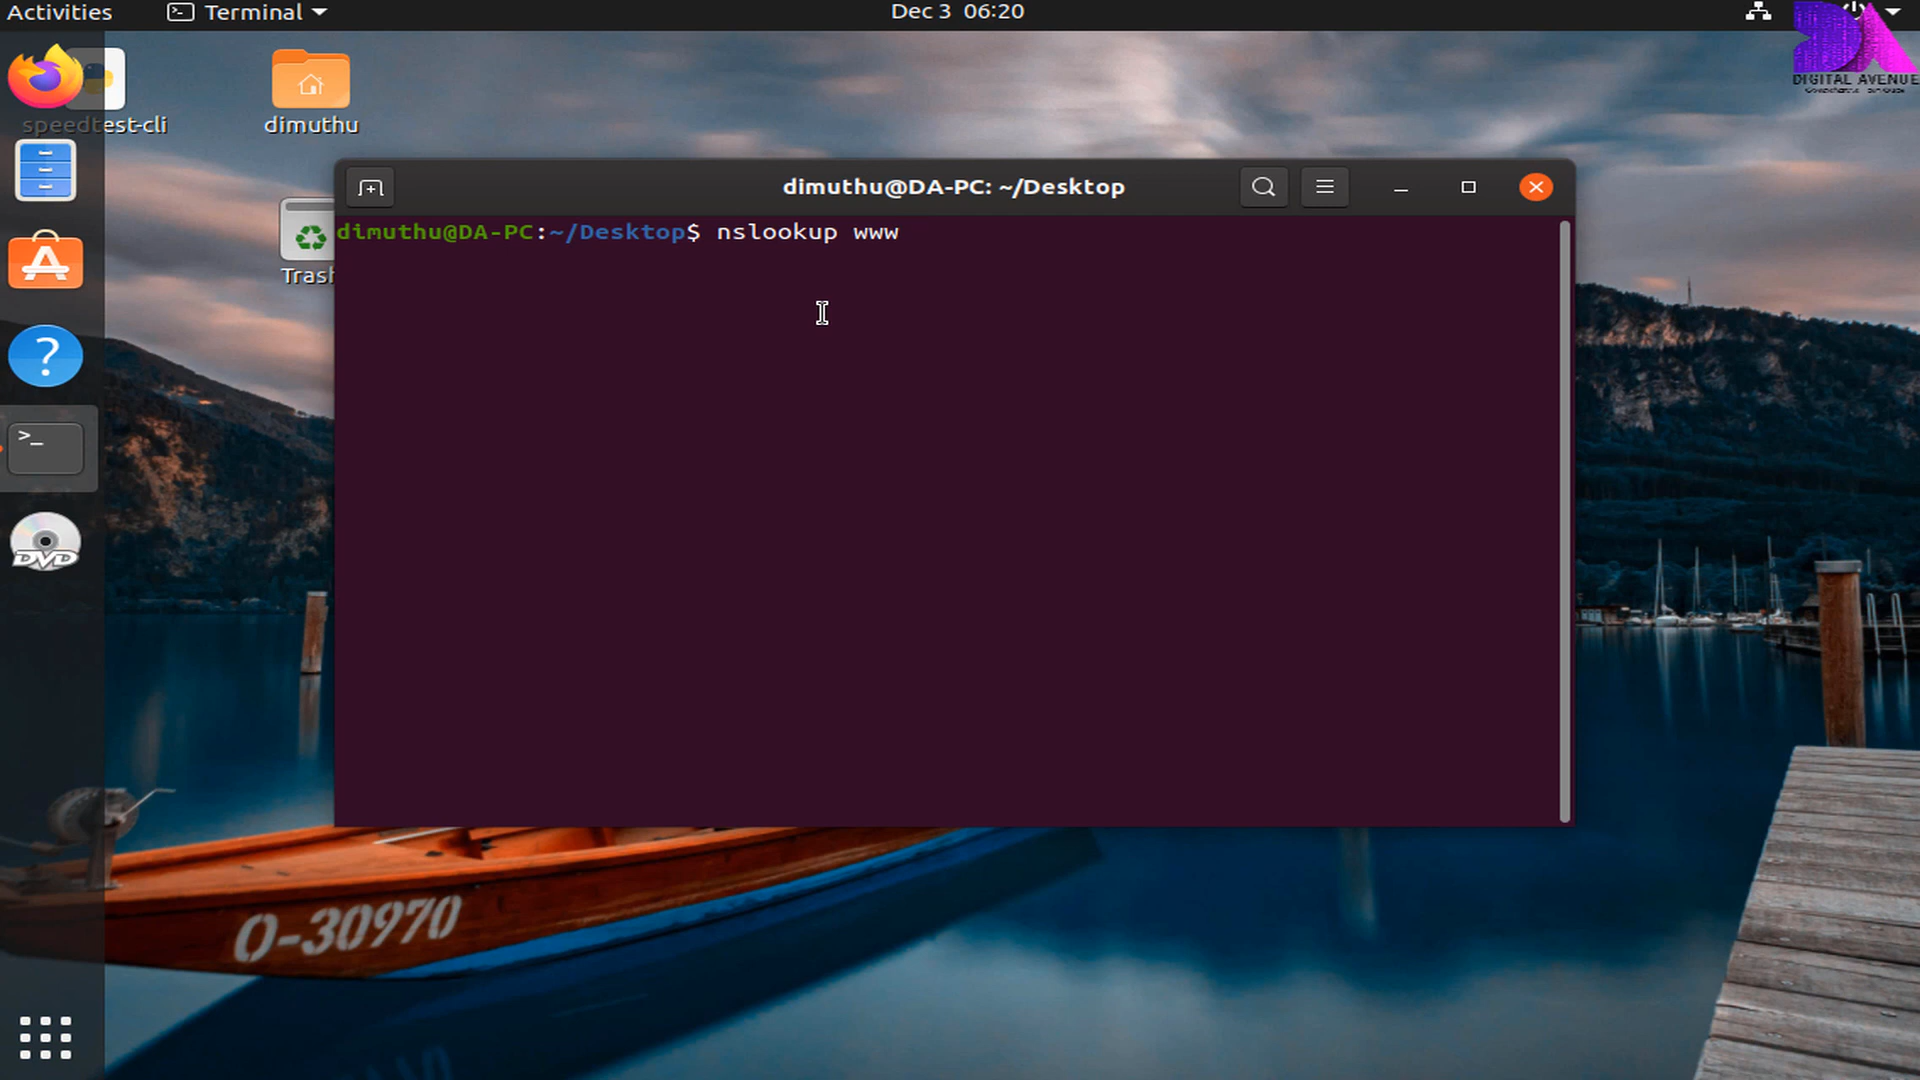 Activities
Terminal
Dec 3 06:20
DIGITAL AVENUE
speedtest-cli
dimuthu
dimuthu@DA-PC: ~/Desktop
dimuthu@DA-PC:~/Desktop$ nslookup www
Trash
>_
DVD
O-30970